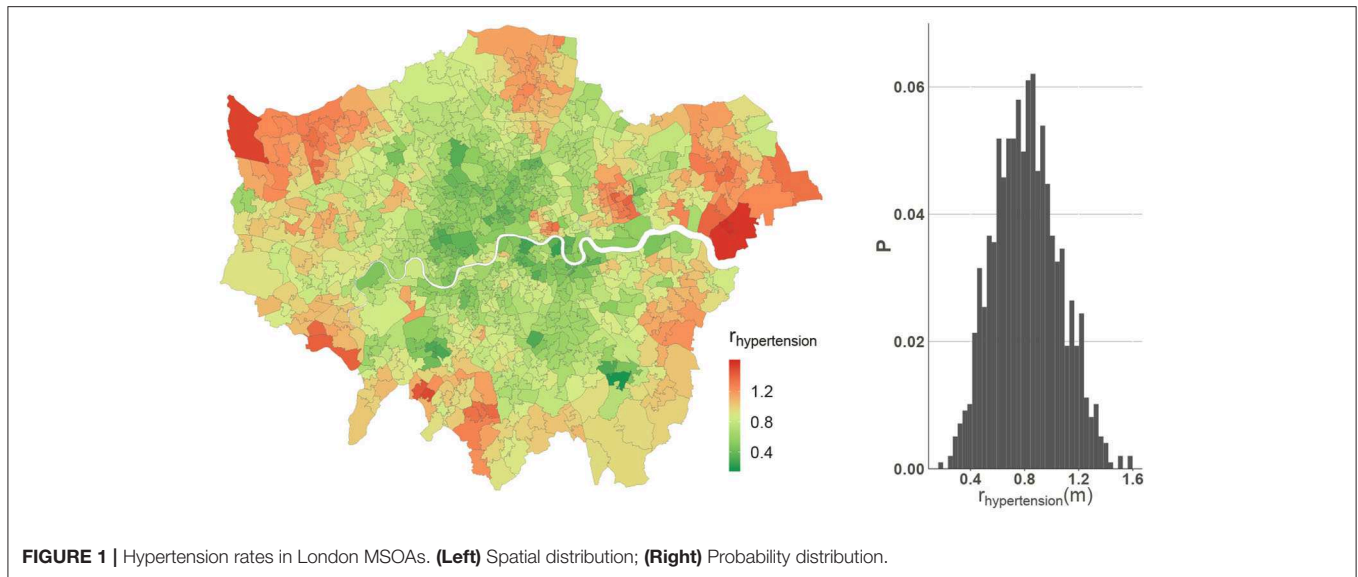 r_hypertension
1.2
0.8
0.4
P
0.06
0.04
0.02
0.00
0.4 0.8 1.2 1.6
r_hypertension(m)
FIGURE 1 | Hypertension rates in London MSOAs. (Left) Spatial distribution; (Right) Probability distribution.